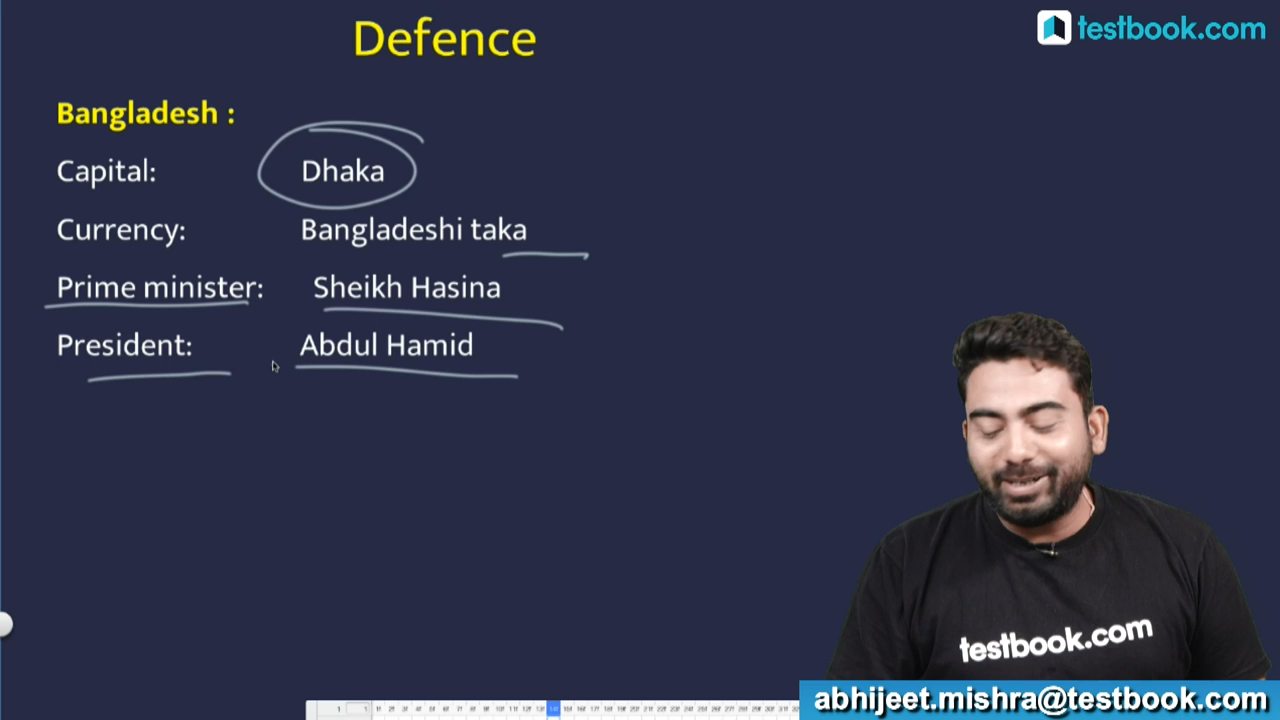 Defence
testbook.com
Bangladesh :
Capital: Dhaka
Currency: Bangladeshi taka
Prime minister: Sheikh Hasina
President: Abdul Hamid
testbook.com
abhijeet.mishra@testbook.com